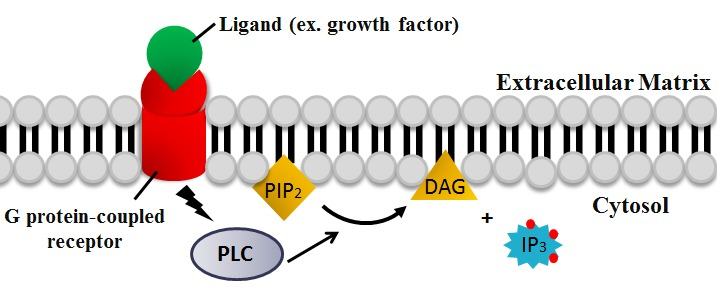 Ligand (ex. growth factor)
Extracellular Matrix
PIP₂
DAG
Cytosol
G protein-coupled
receptor
PLC
+
IP₃